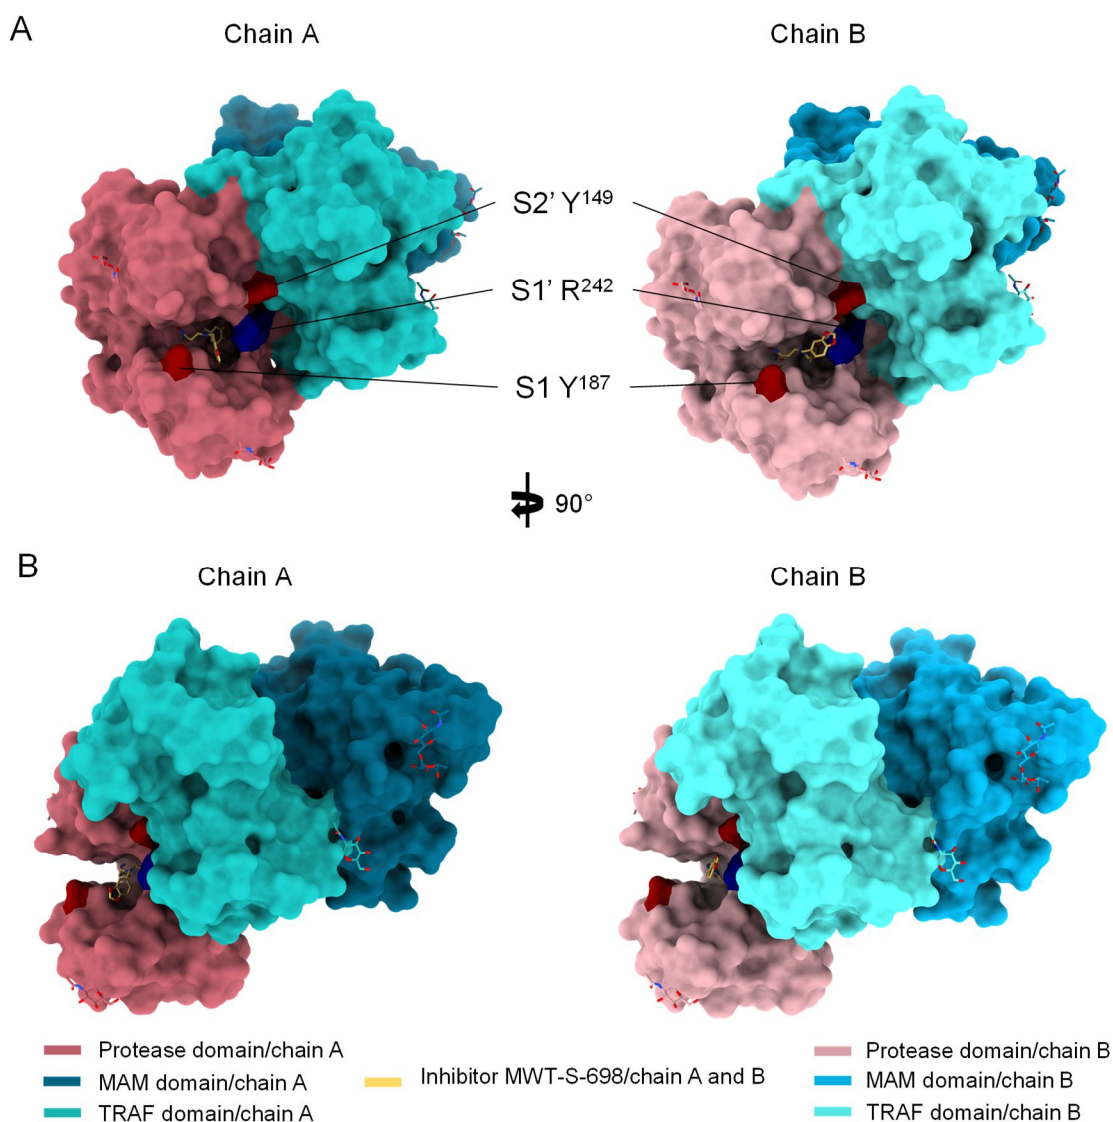 A
Chain A
Chain B
S2’ Y¹⁴⁹
S1’ R²⁴²
S1 Y¹⁸⁷
90°
B
Chain A
Chain B
Protease domain/chain A
MAM domain/chain A
TRAF domain/chain A
Inhibitor MWT-S-698/chain A and B
Protease domain/chain B
MAM domain/chain B
TRAF domain/chain B